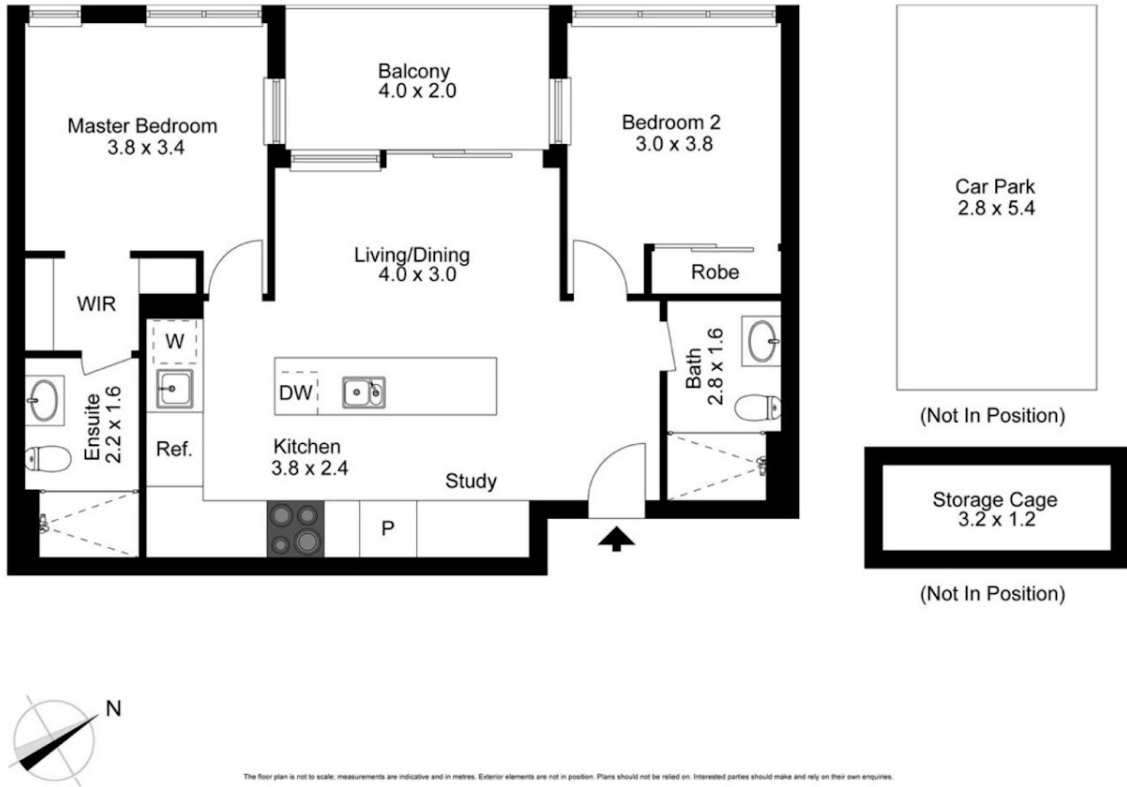 Balcony
4.0 x 2.0
Master Bedroom
3.8 x 3.4
Bedroom 2
3.0 x 3.8
Car Park
2.8 x 5.4
Living/Dining
4.0 x 3.0
Robe
WIR
W
Bath
2.8 x 1.6
DW
Ensuite
2.2 x 1.6
Ref.
Kitchen
3.8 x 2.4
Study
P
(Not In Position)
Storage Cage
3.2 x 1.2
(Not In Position)
N
The floor plan is not to scale; measurements are indicative and in metres. Exterior elements are not in position. Plans should not be relied on. Interested parties should make and rely on their own enquiries.